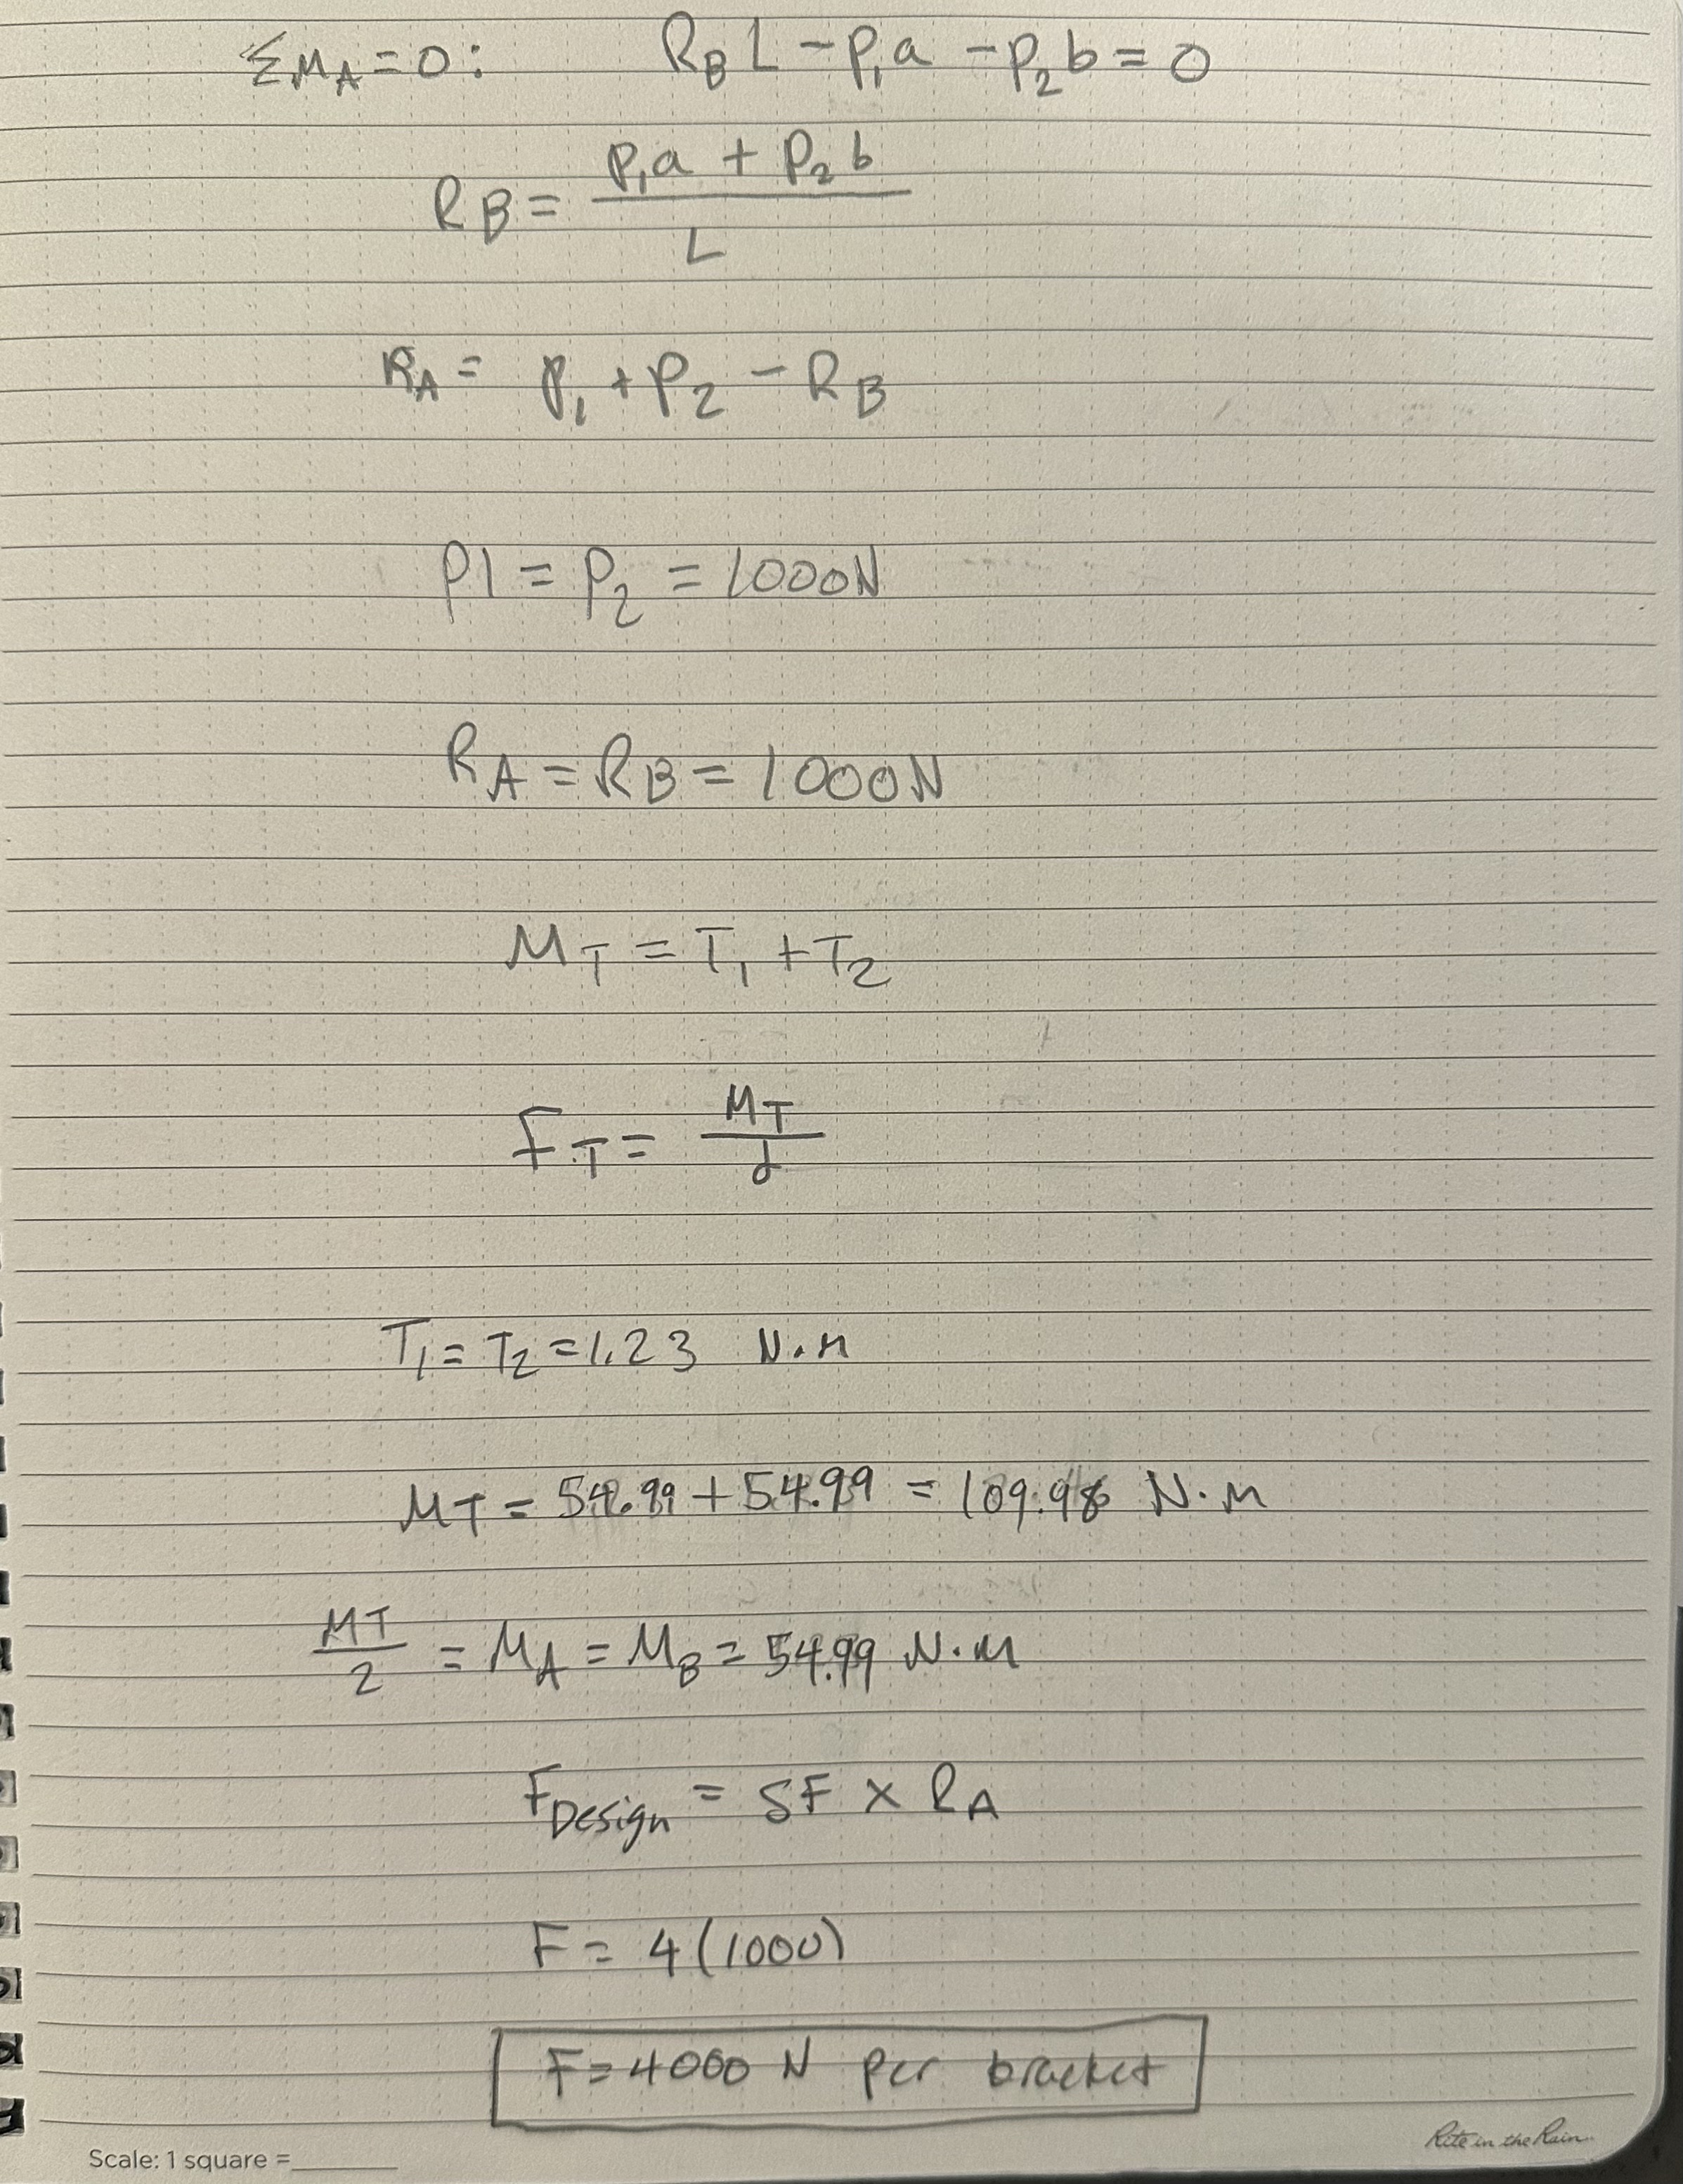 ΣM_A = 0: R_B L - P_1 a - P_2 b = 0
R_B = (P_1 a + P_2 b) / L
R_A = P_1 + P_2 - R_B
P1 = P_2 = 1000N
R_A = R_B = 1000N
M_T = T_1 + T_2
F_T = M_T / d
T_1 = T_2 = 1.23 N.m
M_T = 54.99 + 54.99 = 109.98 N.m
MT / 2 = M_A = M_B = 54.99 N.m
F_Design = SF × R_A
F = 4(1000)
F = 4000 N per bracket
Scale: 1 square =________
Rite in the Rain